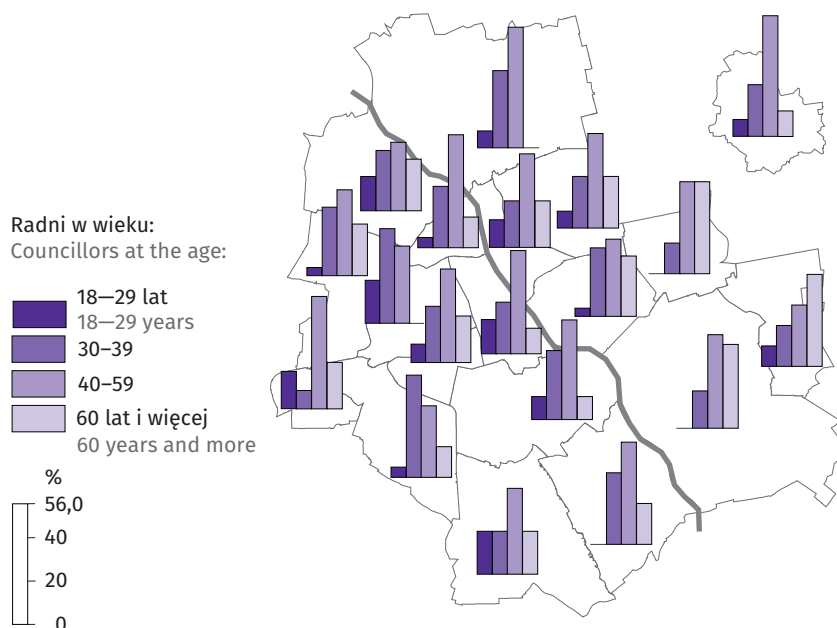 Radni w wieku:
Councillors at the age:
18—29 lat
18—29 years
30–39
40–59
60 lat i więcej
60 years and more
%
56,0
40
20
0